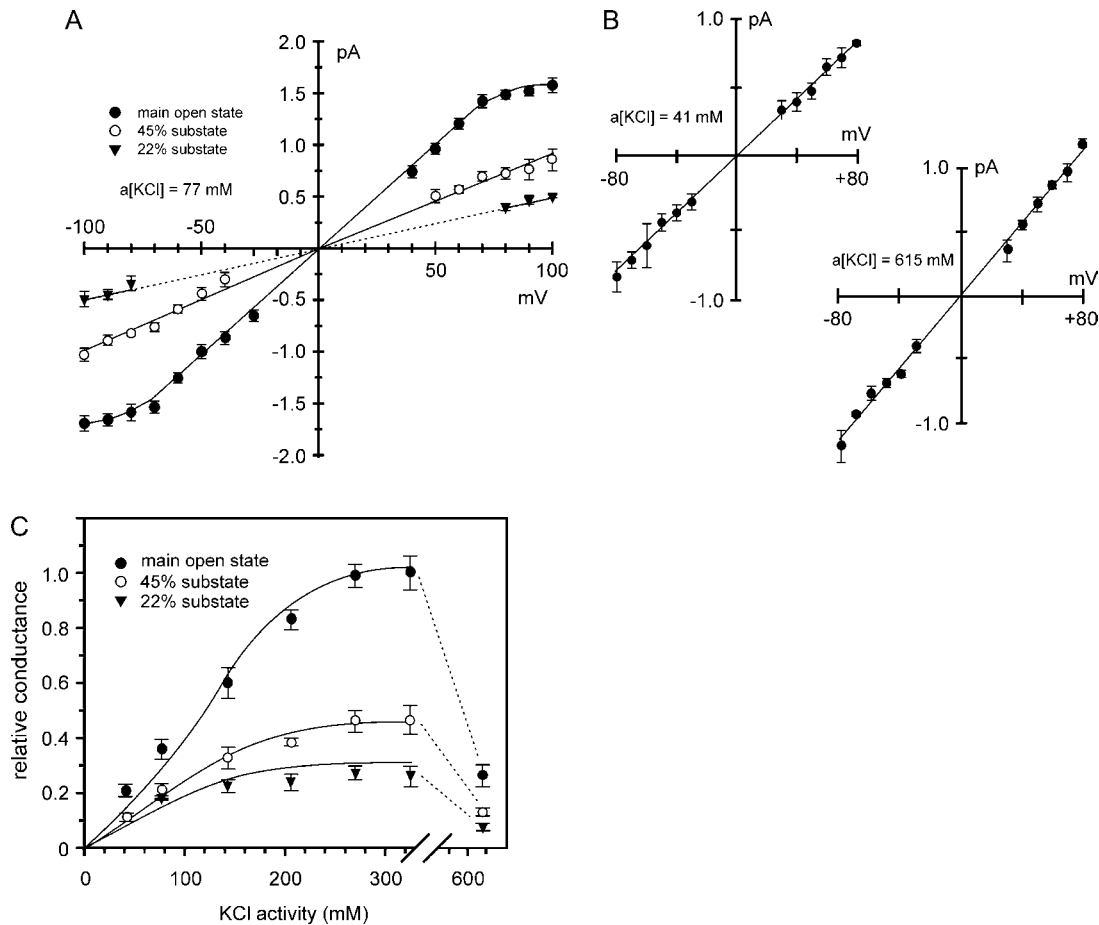 A
pA
2.0
1.5
1.0
0.5
-0.5
-1.0
-1.5
-2.0
main open state
45% substate
22% substate
a[KCl] = 77 mM
-100
-50
50
100
mV
B
1.0
pA
a[KCl] = 41 mM
mV
-80
+80
-1.0
1.0
pA
a[KCl] = 615 mM
mV
-80
+80
-1.0
C
main open state
45% substate
22% substate
relative conductance
1.0
0.8
0.6
0.4
0.2
0
0
100
200
300
600
KCl activity (mM)